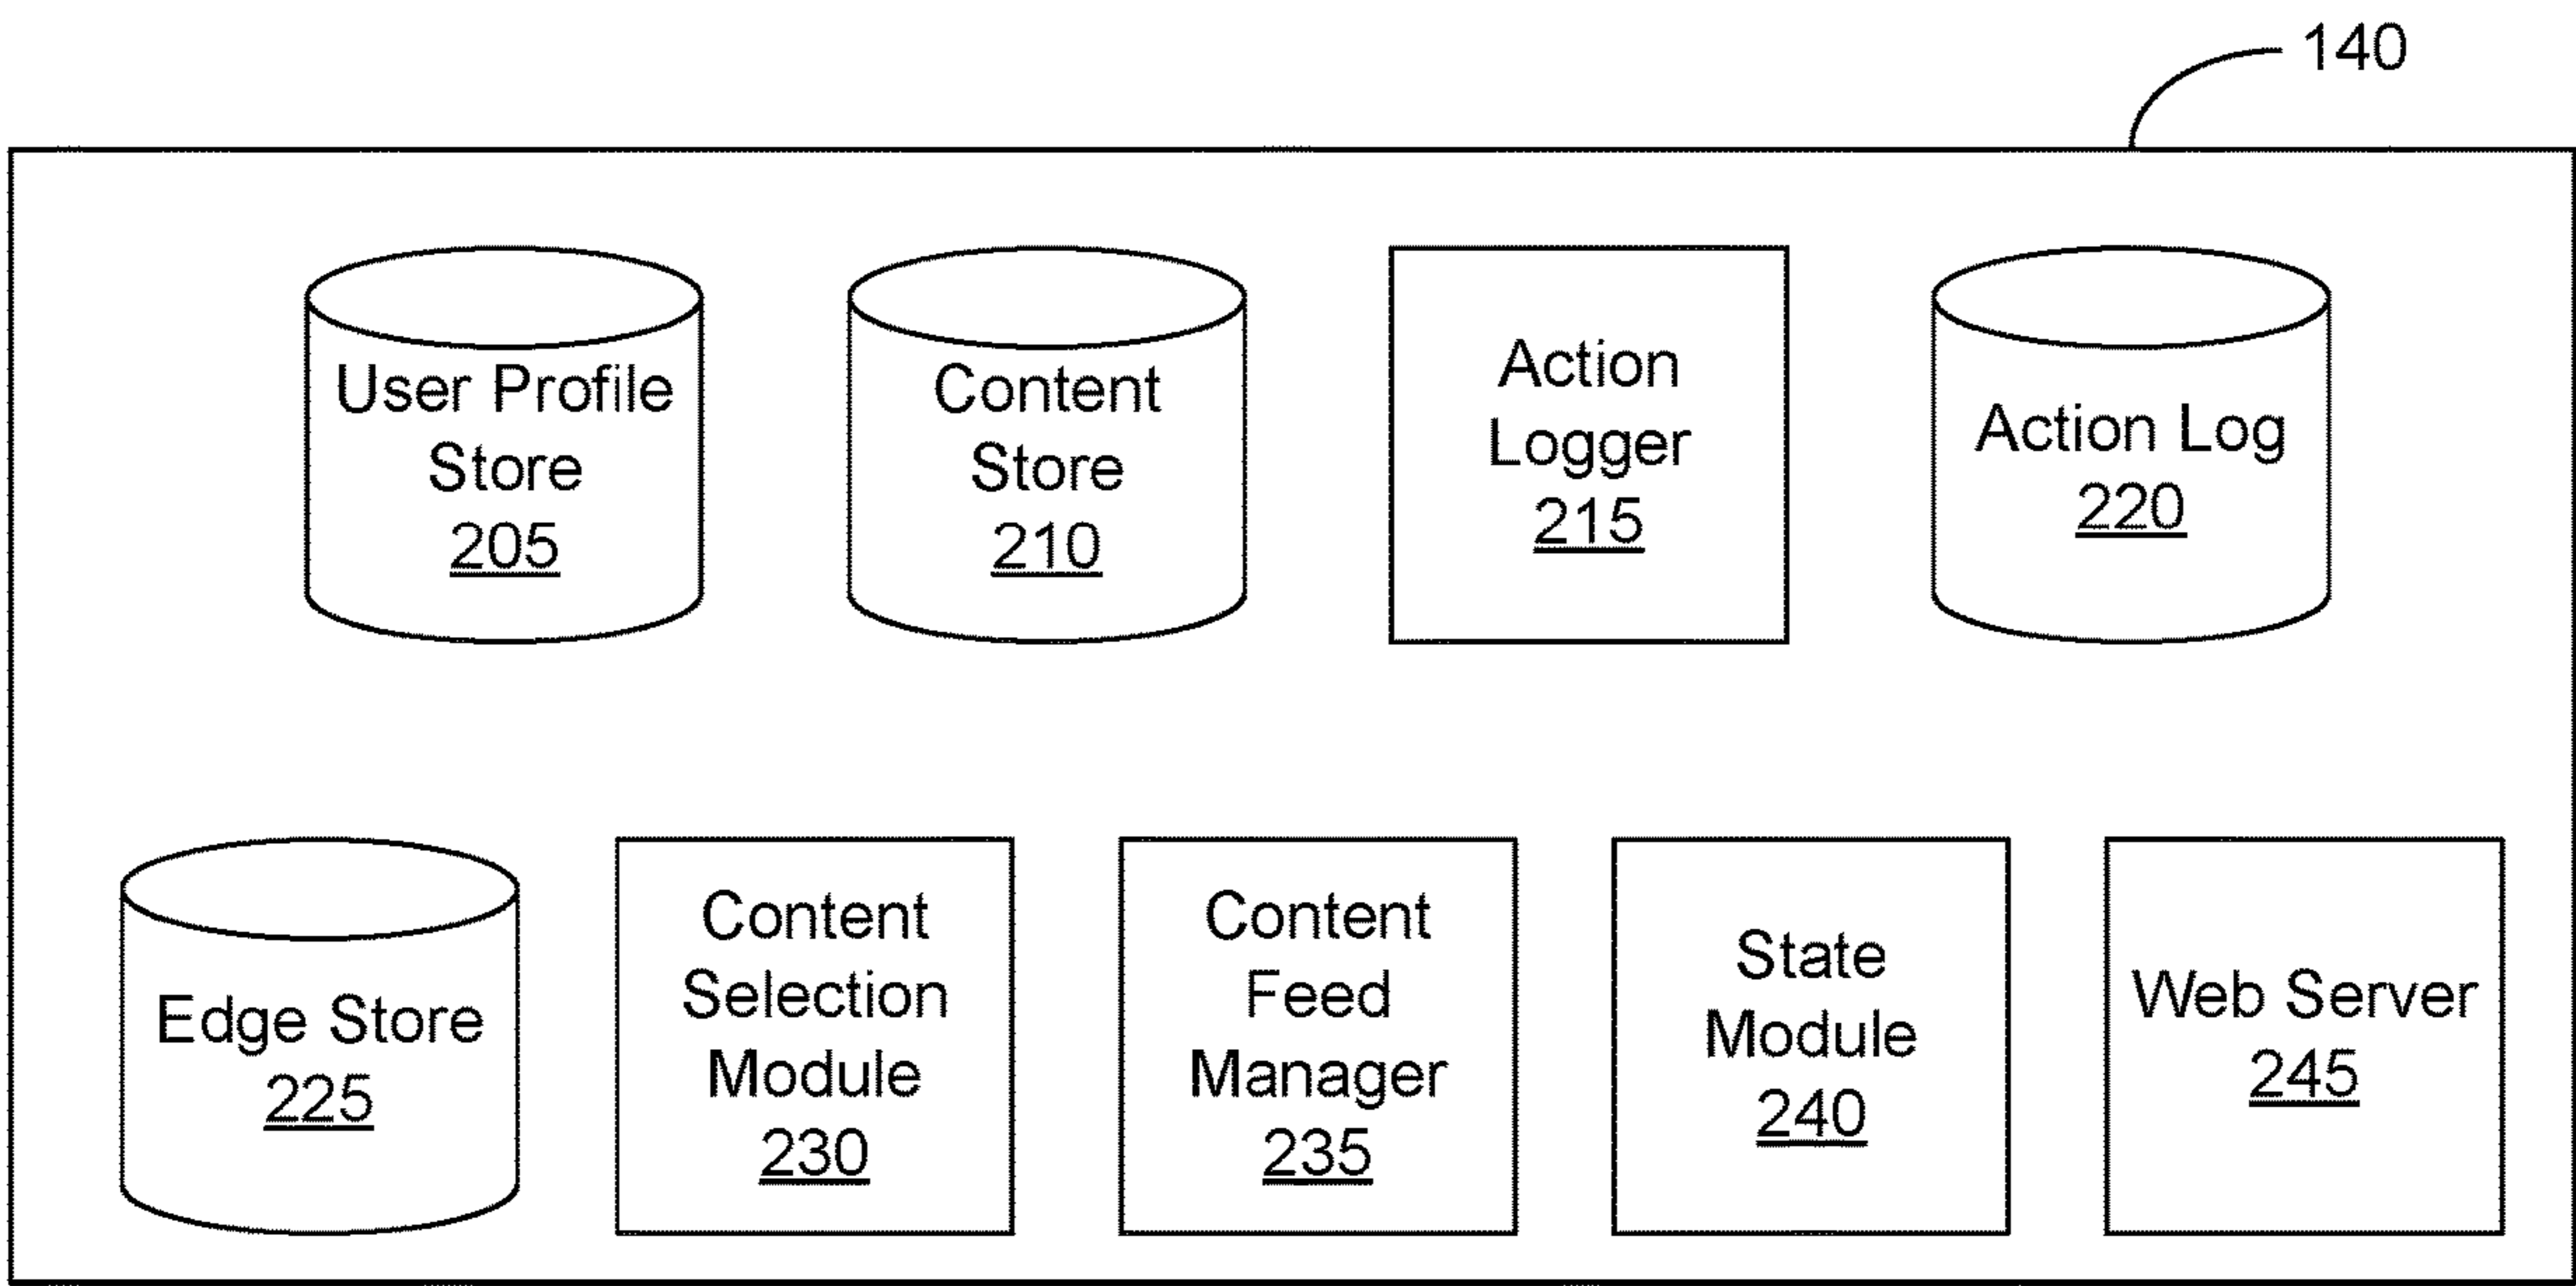 140
User Profile
Store
205
Content
Store
210
Action
Logger
215
Action Log
220
Edge Store
225
Content
Selection
Module
230
Content
Feed
Manager
235
State
Module
240
Web Server
245